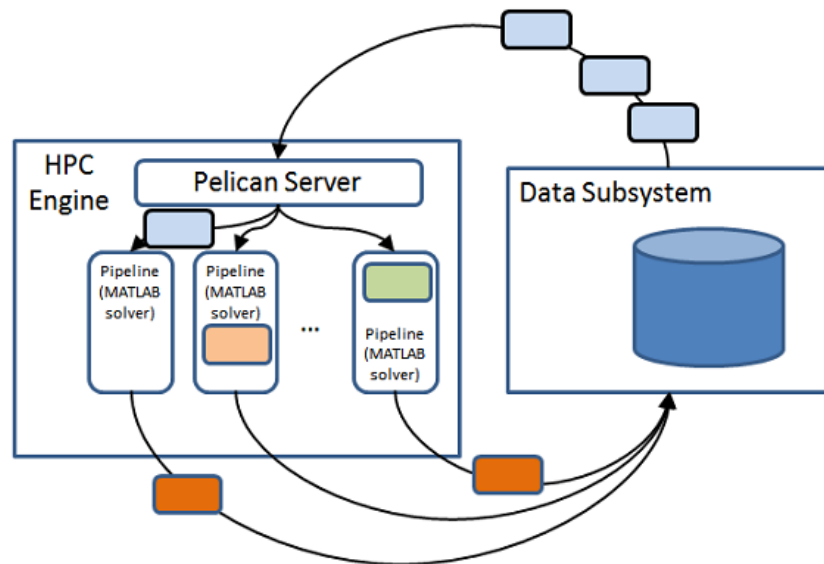 HPC
Engine
Pelican Server
Data Subsystem
Pipeline
(MATLAB
solver)
Pipeline
(MATLAB
solver)
...
Pipeline
(MATLAB
solver)